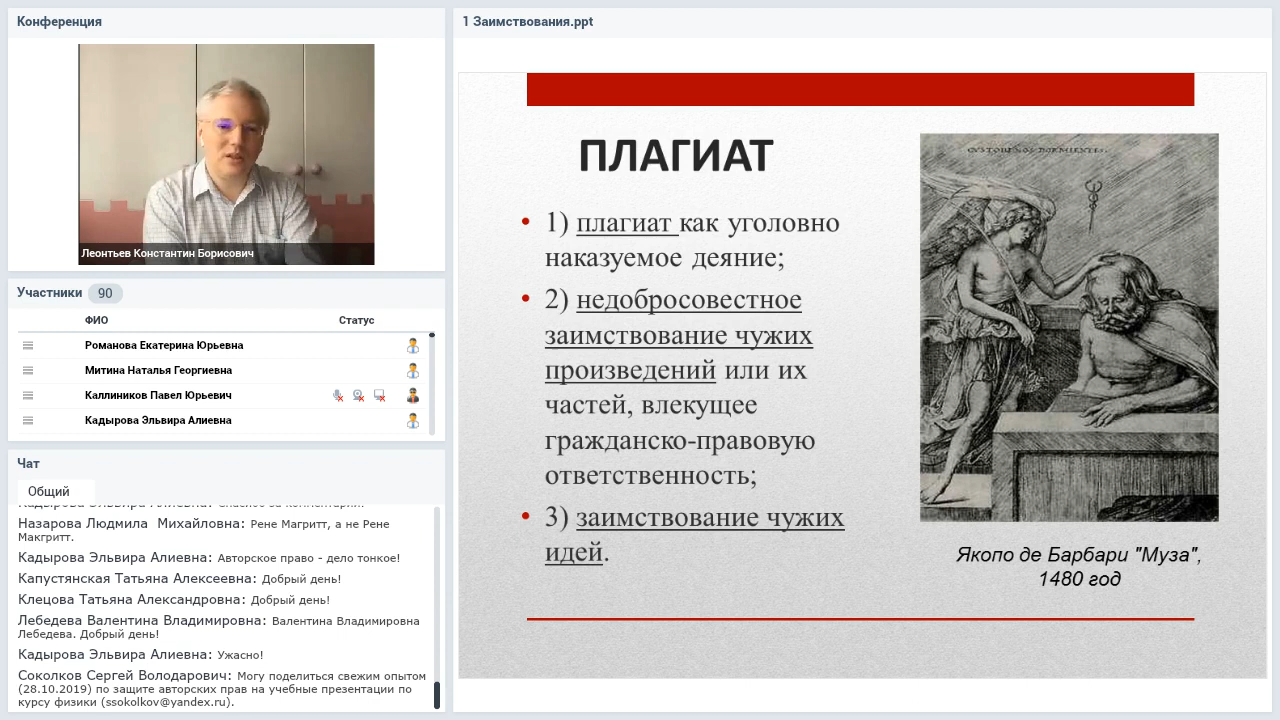 Конференция
Леонтьев Константин Борисович
Участники 90
ФИО Статус
Романова Екатерина Юрьевна
Митина Наталья Георгиевна
Каллиников Павел Юрьевич
Кадырова Эльвира Алиевна
Чат
Общий
Назарова Людмила Михайловна: Рене Магритт, а не Рене
Макгритт.
Кадырова Эльвира Алиевна: Авторское право - дело тонкое!
Капустянская Татьяна Алексеевна: Добрый день!
Клецова Татьяна Александровна: Добрый день!
Лебедева Валентина Владимировна: Валентина Владимировна
Лебедева. Добрый день!
Кадырова Эльвира Алиевна: Ужасно!
Соколков Сергей Володарович: Могу поделиться свежим опытом
(28.10.2019) по защите авторских прав на учебные презентации по
курсу физики (ssokolkov@yandex.ru).
1 Заимствования.ppt
ПЛАГИАТ
• 1) плагиат как уголовно
наказуемое деяние;
• 2) недобросовестное
заимствование чужих
произведений или их
частей, влекущее
гражданско-правовую
ответственность;
• 3) заимствование чужих
идей.
Якопо де Барбари "Муза",
1480 год